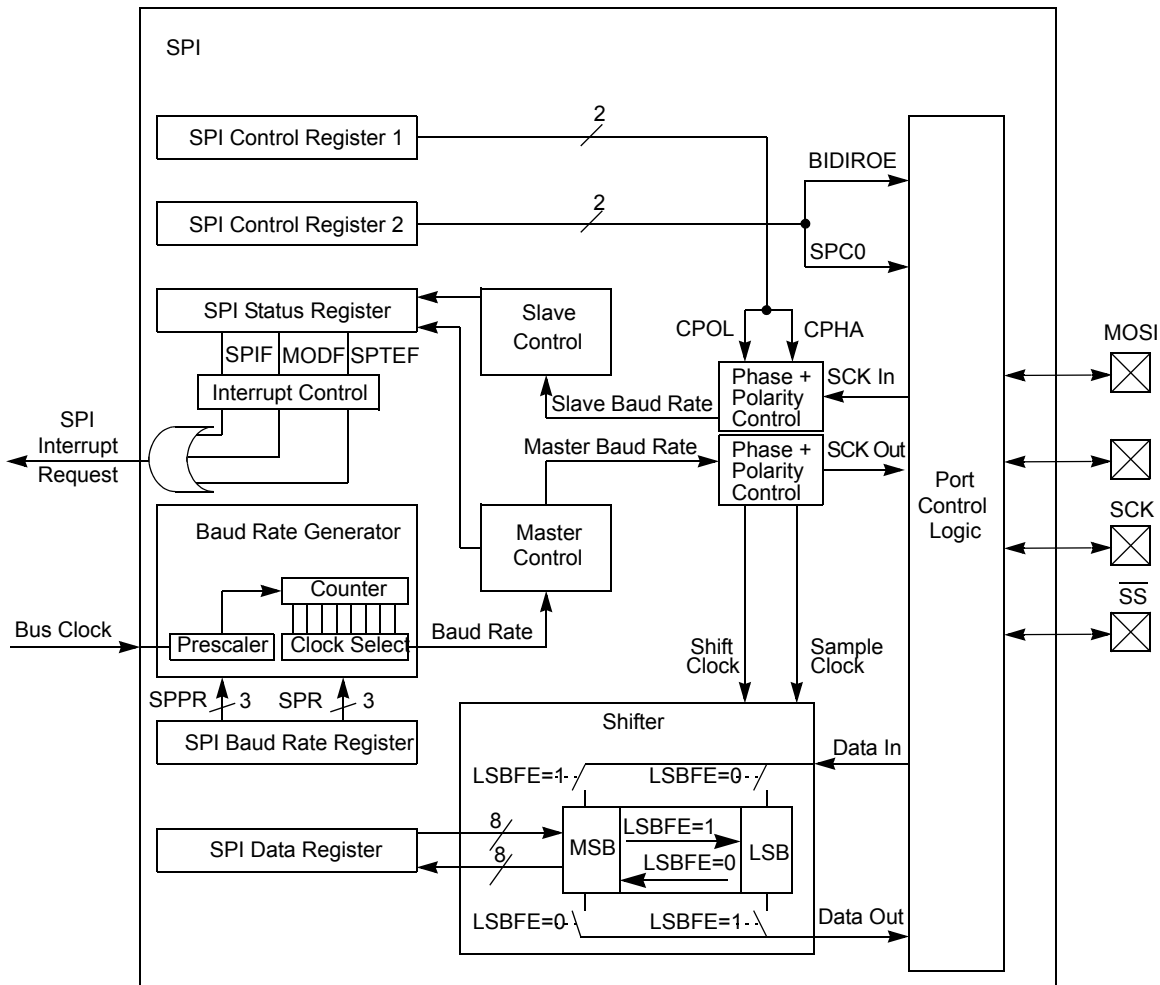 SPI
SPI Control Register 1
2
BIDIROE
SPI Control Register 2
2
SPC0
SPI Status Register
Slave
Control
CPOL
CPHA
MOSI
SPIF
MODF
SPTEF
Interrupt Control
Phase +
Polarity
Control
SCK In
Slave Baud Rate
SPI
Interrupt
Request
Master Baud Rate
Phase +
Polarity
Control
SCK Out
Port
Control
Logic
SCK
Baud Rate Generator
Master
Control
Counter
SS
Bus Clock
Prescaler
Clock Select
Baud Rate
Shift
Clock
Sample
Clock
SPPR
3
SPR
3
Shifter
SPI Baud Rate Register
Data In
LSBFE=1
LSBFE=0
8
SPI Data Register
8
MSB
LSBFE=1
LSBFE=0
LSB
LSBFE=0
LSBFE=1
Data Out